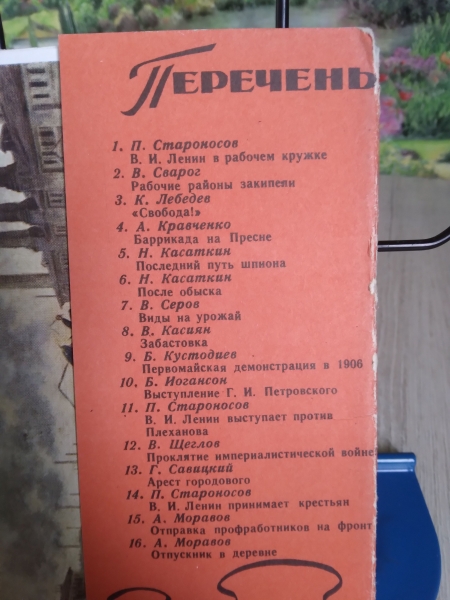 ПЕРЕЧЕНЬ
1. П. Староносов
В. И. Ленин в рабочем кружке
2. В. Сварог
Рабочие районы закипели
3. К. Лебедев
«Свобода!»
4. А. Кравченко
Баррикада на Пресне
5. Н. Касаткин
Последний путь шпиона
6. Н. Касаткин
После обыска
7. В. Серов
Виды на урожай
8. В. Касиян
Забастовка
9. Б. Кустодиев
Первомайская демонстрация в 1906
10. Б. Иогансон
Выступление Г. И. Петровского
11. П. Староносов
В. И. Ленин выступает против
Плеханова
12. В. Щеглов
Проклятие империалистической войне
13. Г. Савицкий
Арест городового
14. П. Староносов
В. И. Ленин принимает крестьян
15. А. Моравов
Отправка профработников на фронт
16. А. Моравов
Отпускник в деревне